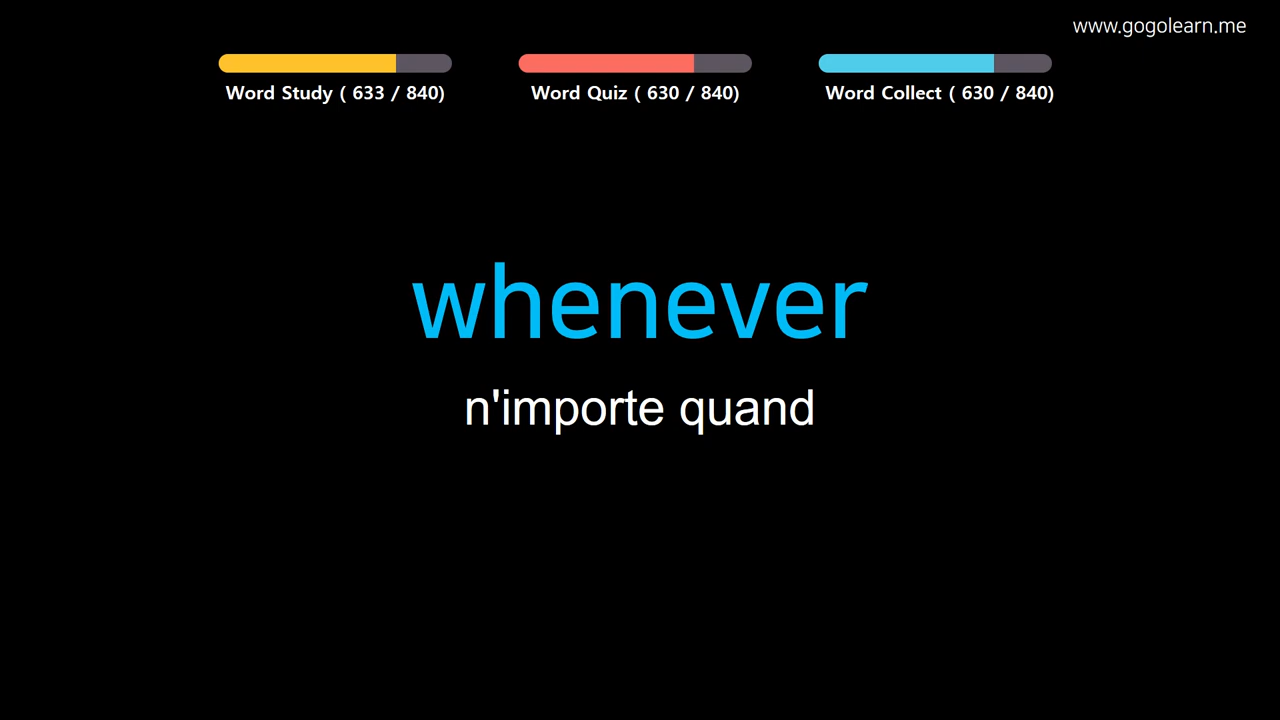 www.gogolearn.me
Word Study ( 633 / 840)
Word Quiz ( 630 / 840)
Word Collect ( 630 / 840)
whenever
n'importe quand